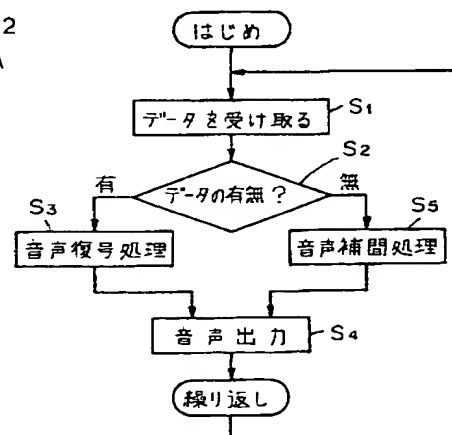 2
はじめ
データを受け取る S1
データの有無? S2
有 無
S3 S5
音声復号処理 音声補間処理
音声出力 S4
繰り返し